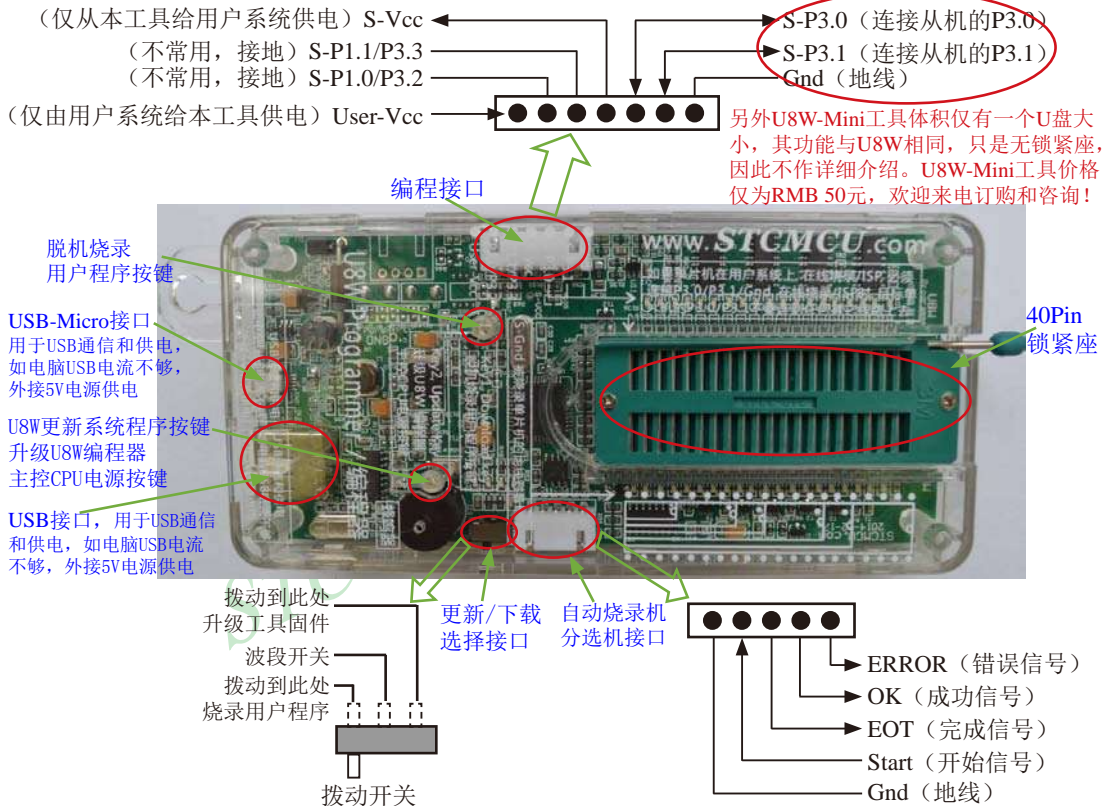 (仅从本工具给用户系统供电) S-Vcc
(不常用，接地) S-P1.1/P3.3
(不常用，接地) S-P1.0/P3.2
(仅由用户系统给本工具供电) User-Vcc
S-P3.0 (连接从机的P3.0)
S-P3.1 (连接从机的P3.1)
Gnd (地线)
另外U8W-Mini工具体积仅有一个U盘大
小，其功能与U8W相同，只是无锁紧座，
因此不作详细介绍。U8W-Mini工具价格
仅为RMB 50元，欢迎来电订购和咨询！
编程接口
脱机烧录
用户程序按键
USB-Micro接口
用于USB通信和供电，
如电脑USB电流不够，
外接5V电源供电
U8W更新系统程序按键
升级U8W编程器
主控CPU电源按键
USB接口，用于USB通信
和供电，如电脑USB电流
不够，外接5V电源供电
www.STCMCU.com
U8W Programmer
Gnd
40Pin
锁紧座
STC
拨动到此处
升级工具固件
波段开关
拨动到此处
烧录用户程序
拨动开关
更新/下载
选择接口
自动烧录机
分选机接口
ERROR (错误信号)
OK (成功信号)
EOT (完成信号)
Start (开始信号)
Gnd (地线)